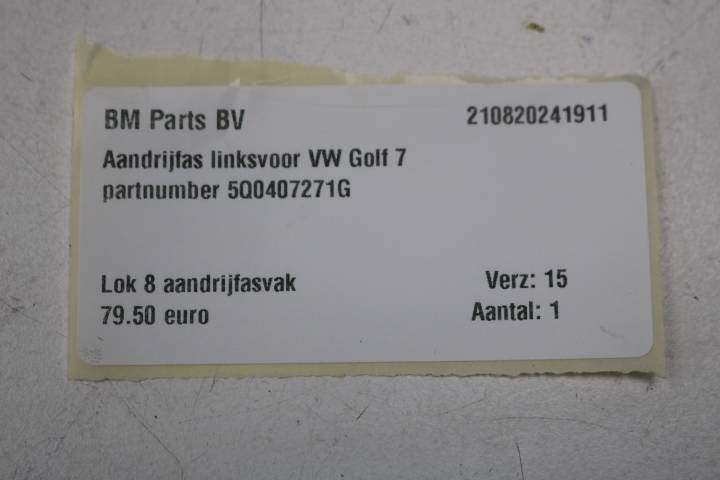 BM Parts BV 210820241911
Aandrijfas linksvoor VW Golf 7
partnumber 5Q0407271G
Lok 8 aandrijfasvak Verz: 15
79.50 euro Aantal: 1